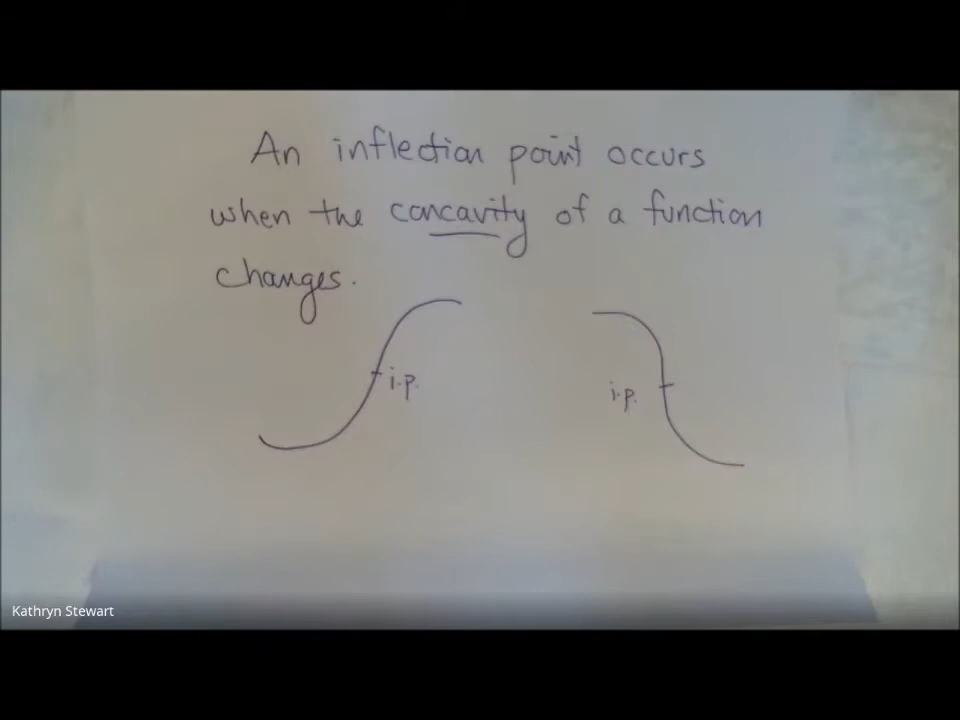 An inflection point occurs
when the concavity of a function
changes.
i.p.
i.p.
Kathryn Stewart